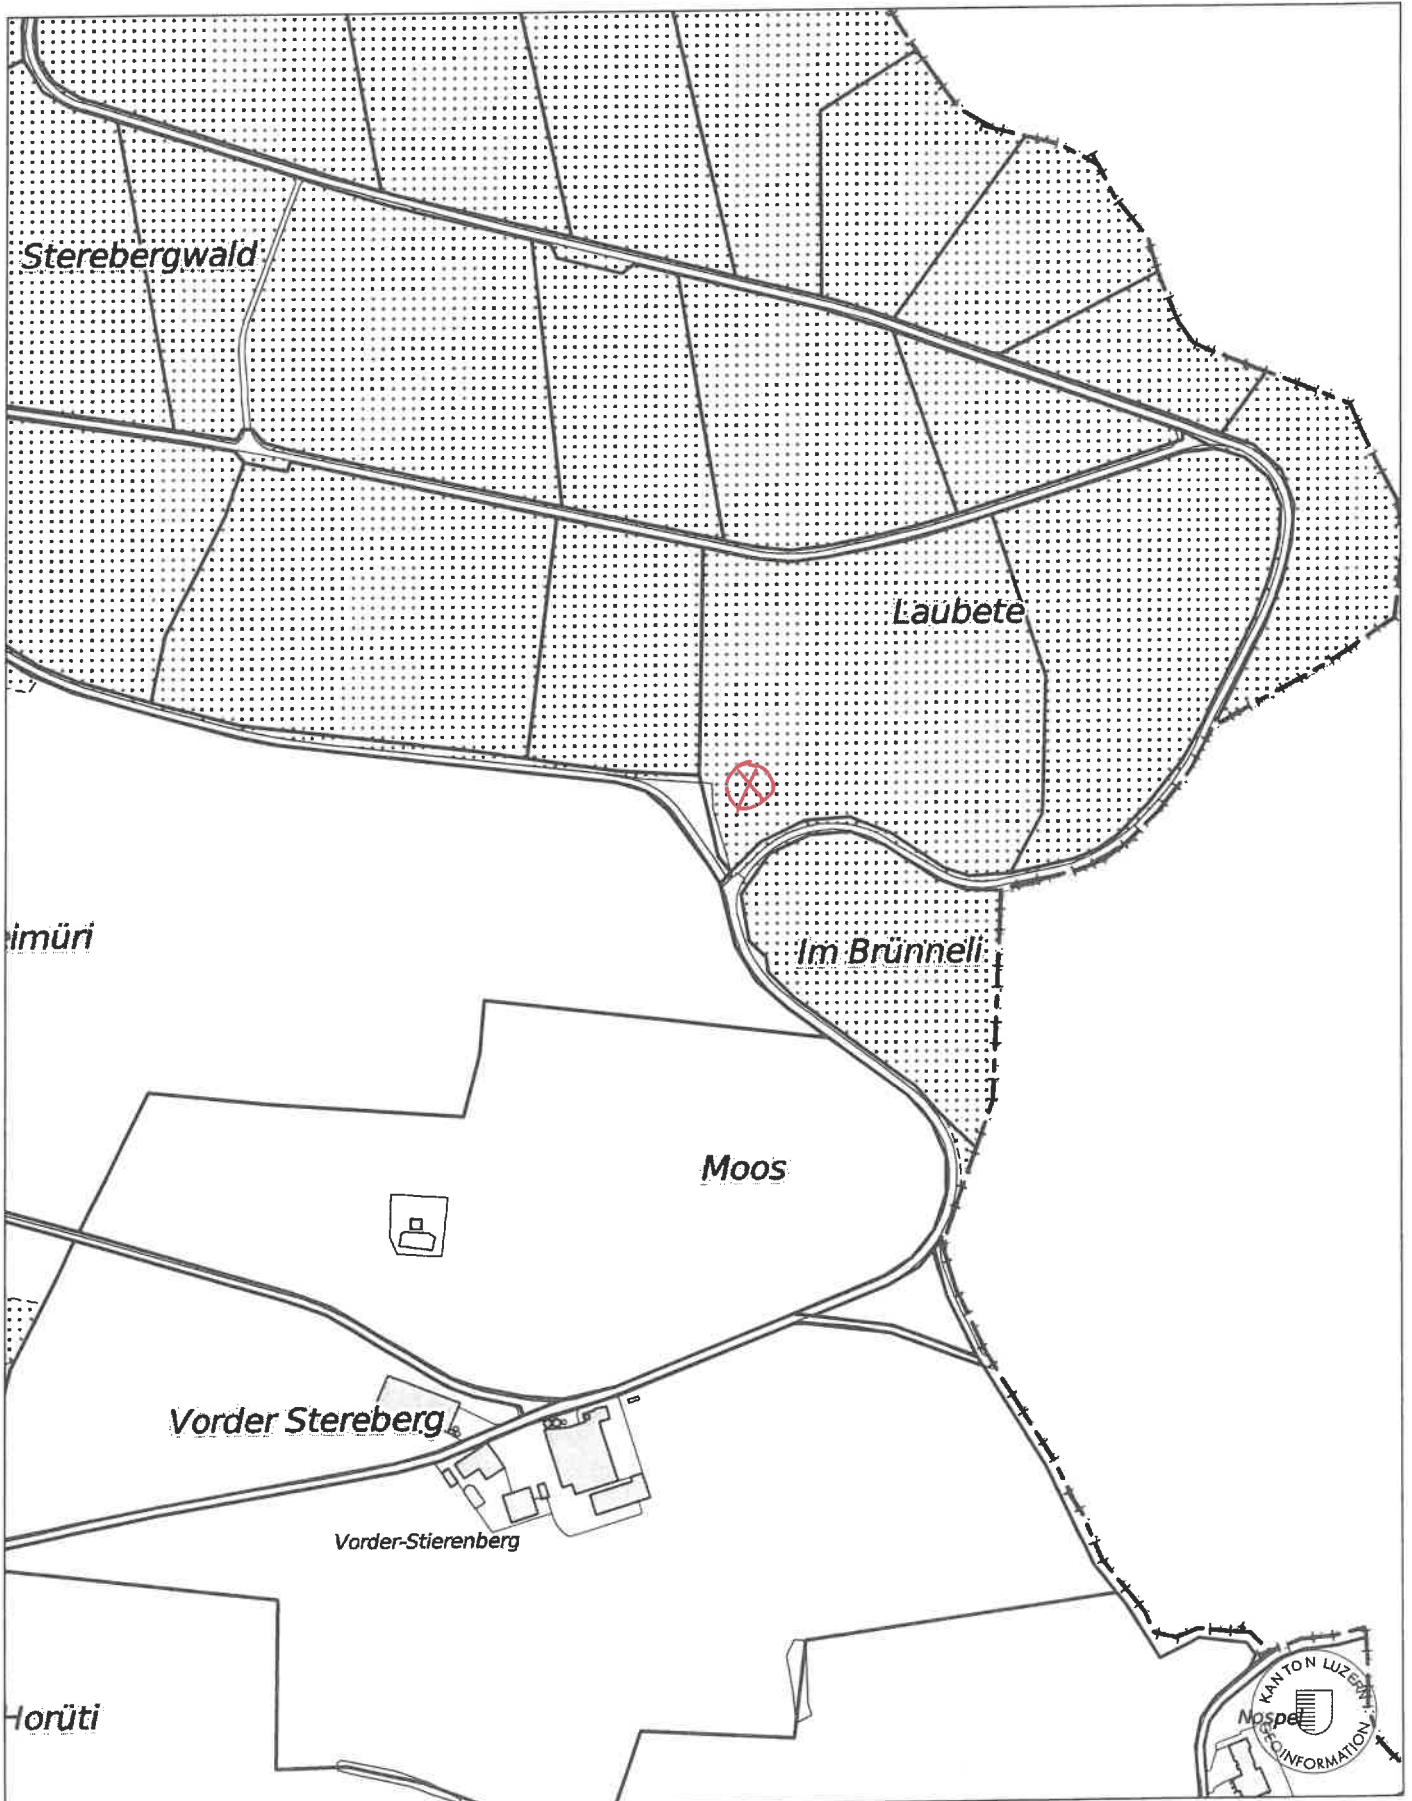 Sterebergwald
Laubete
imüri
Im Brünneli
Moos
Vorder Stereberg
Vorder-Stierenberg
Horüti
Nospel
KANTON LUZERN
GEOINFORMATION